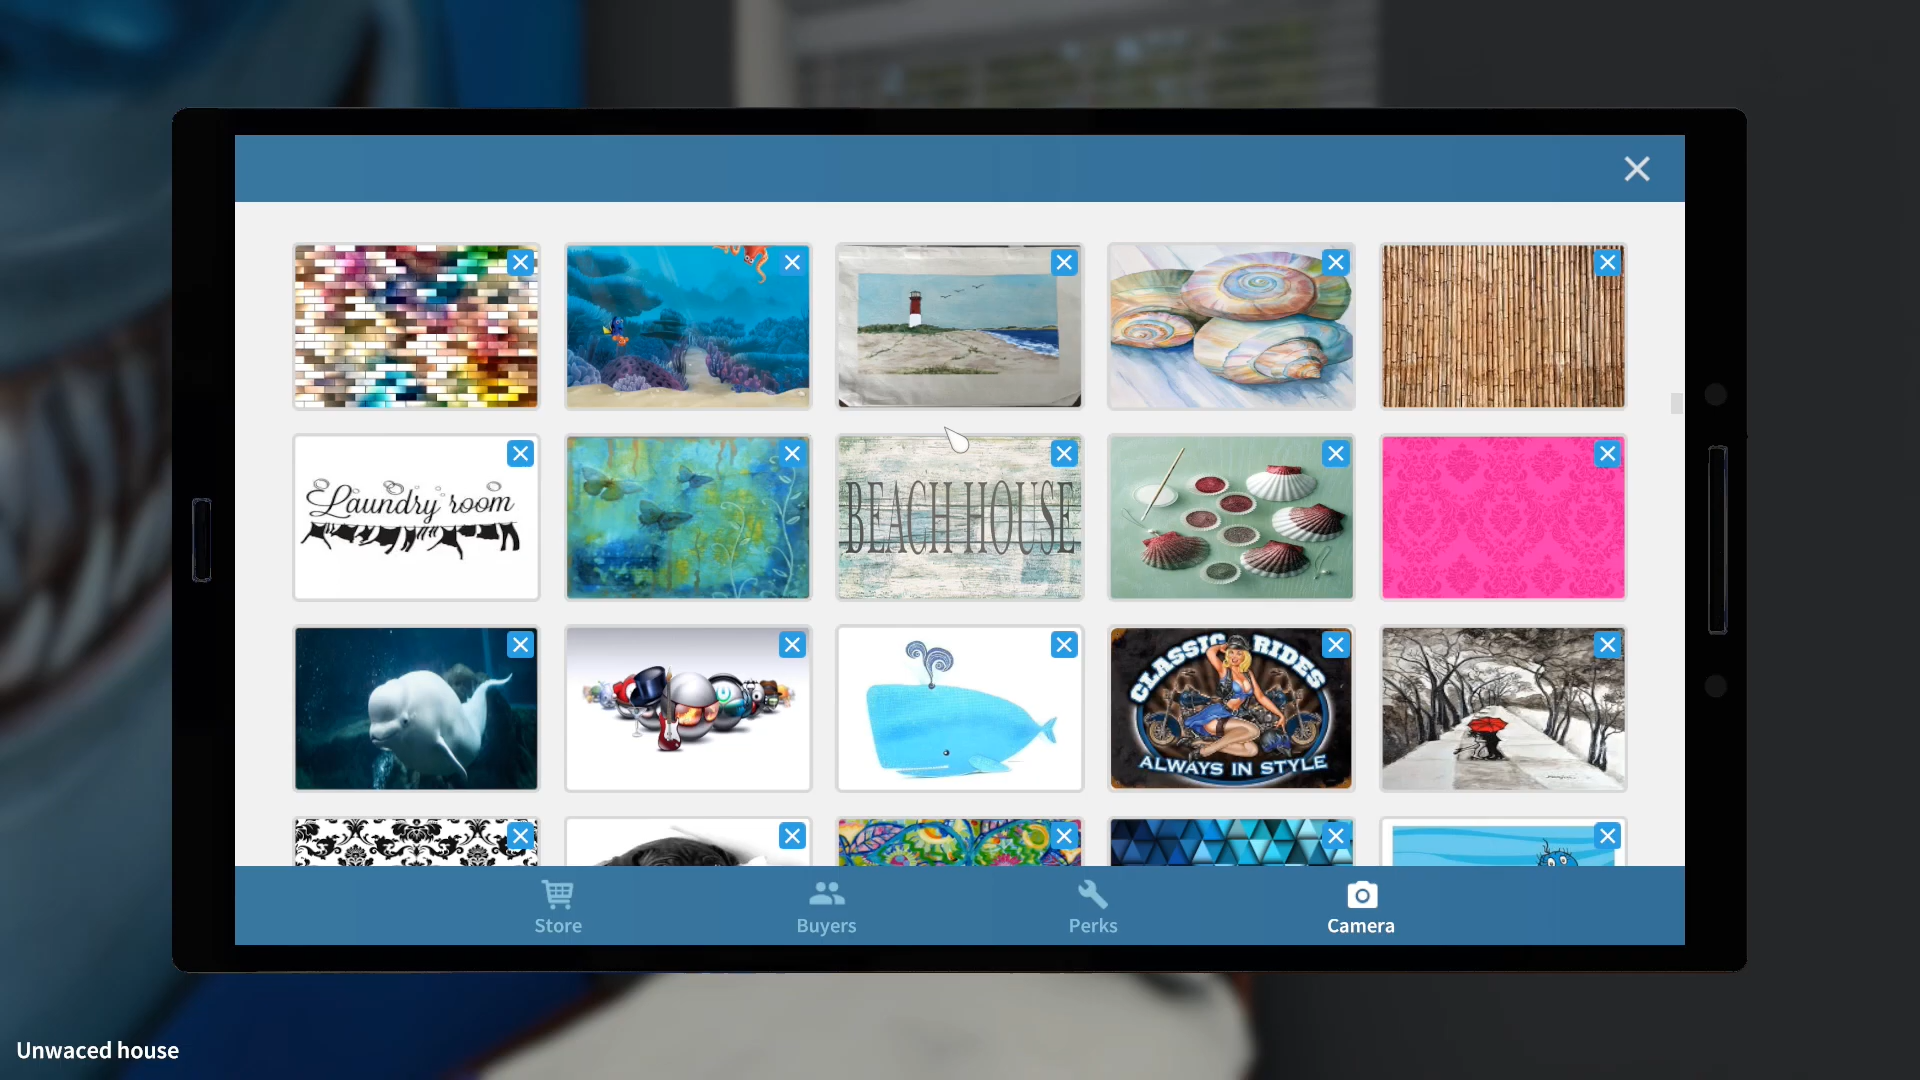 Laundry room
BEACH HOUSE
CLASSIC RIDES
ALWAYS IN STYLE
Store
Buyers
Perks
Camera
Unwaced house